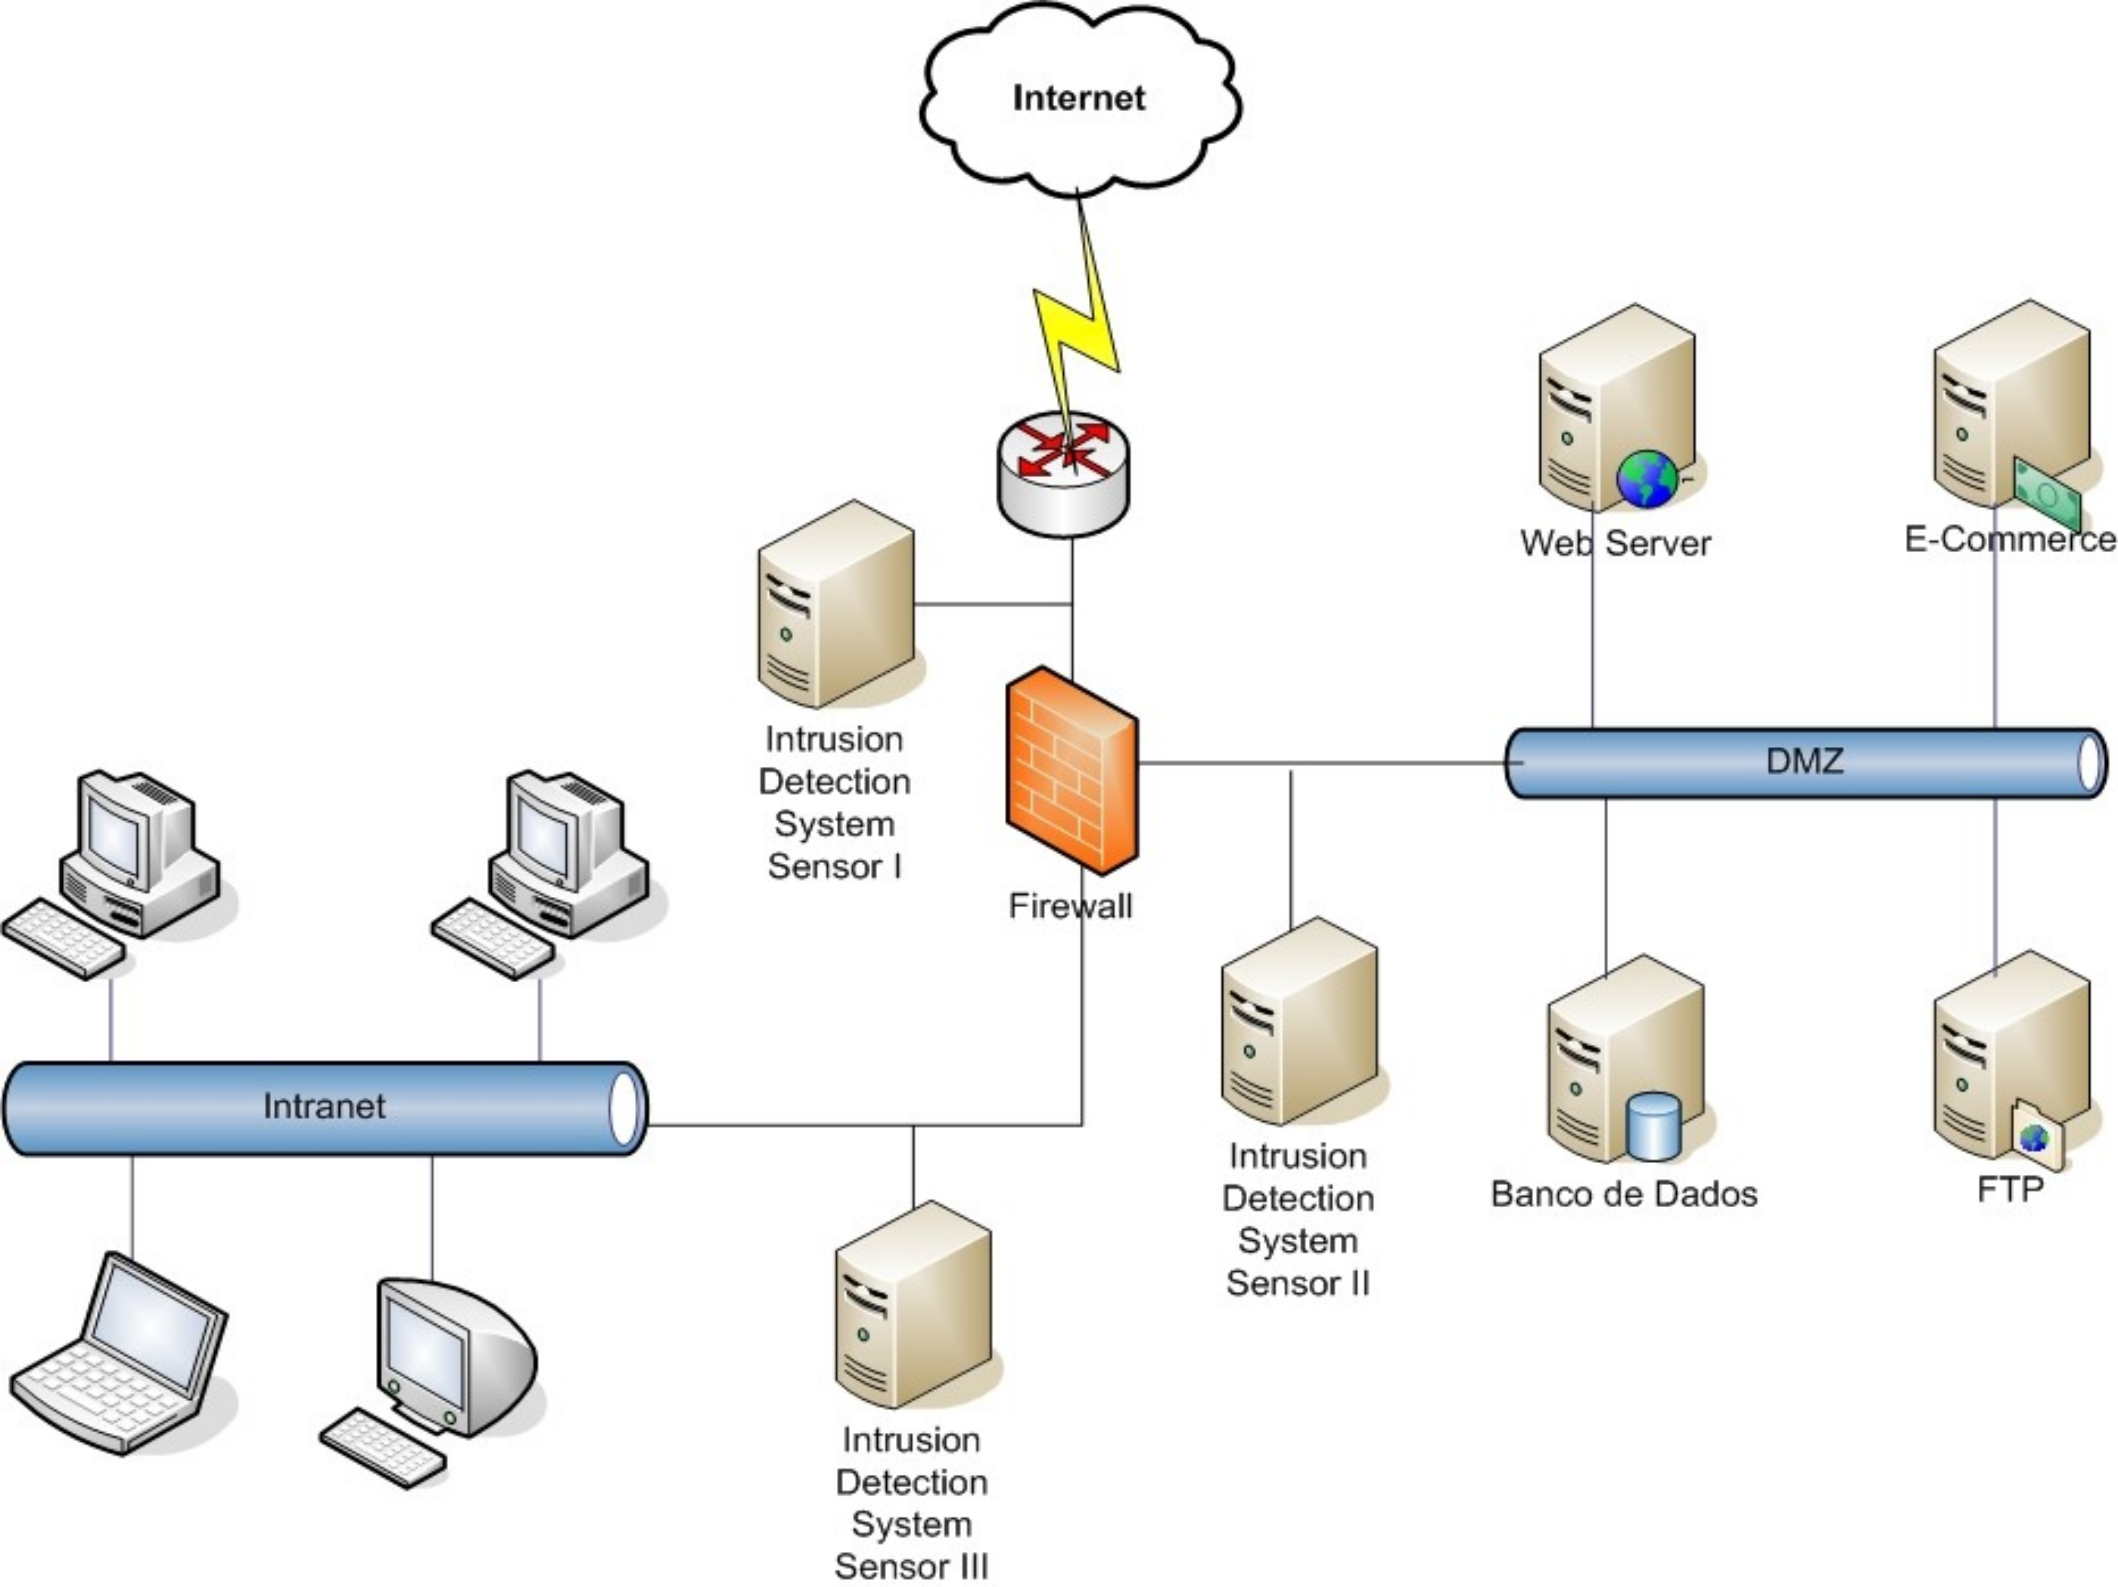 Internet
Web Server
E-Commerce
Intrusion
Detection
System
Sensor I
DMZ
Firewall
Intranet
Intrusion
Detection
System
Sensor II
Banco de Dados
FTP
Intrusion
Detection
System
Sensor III